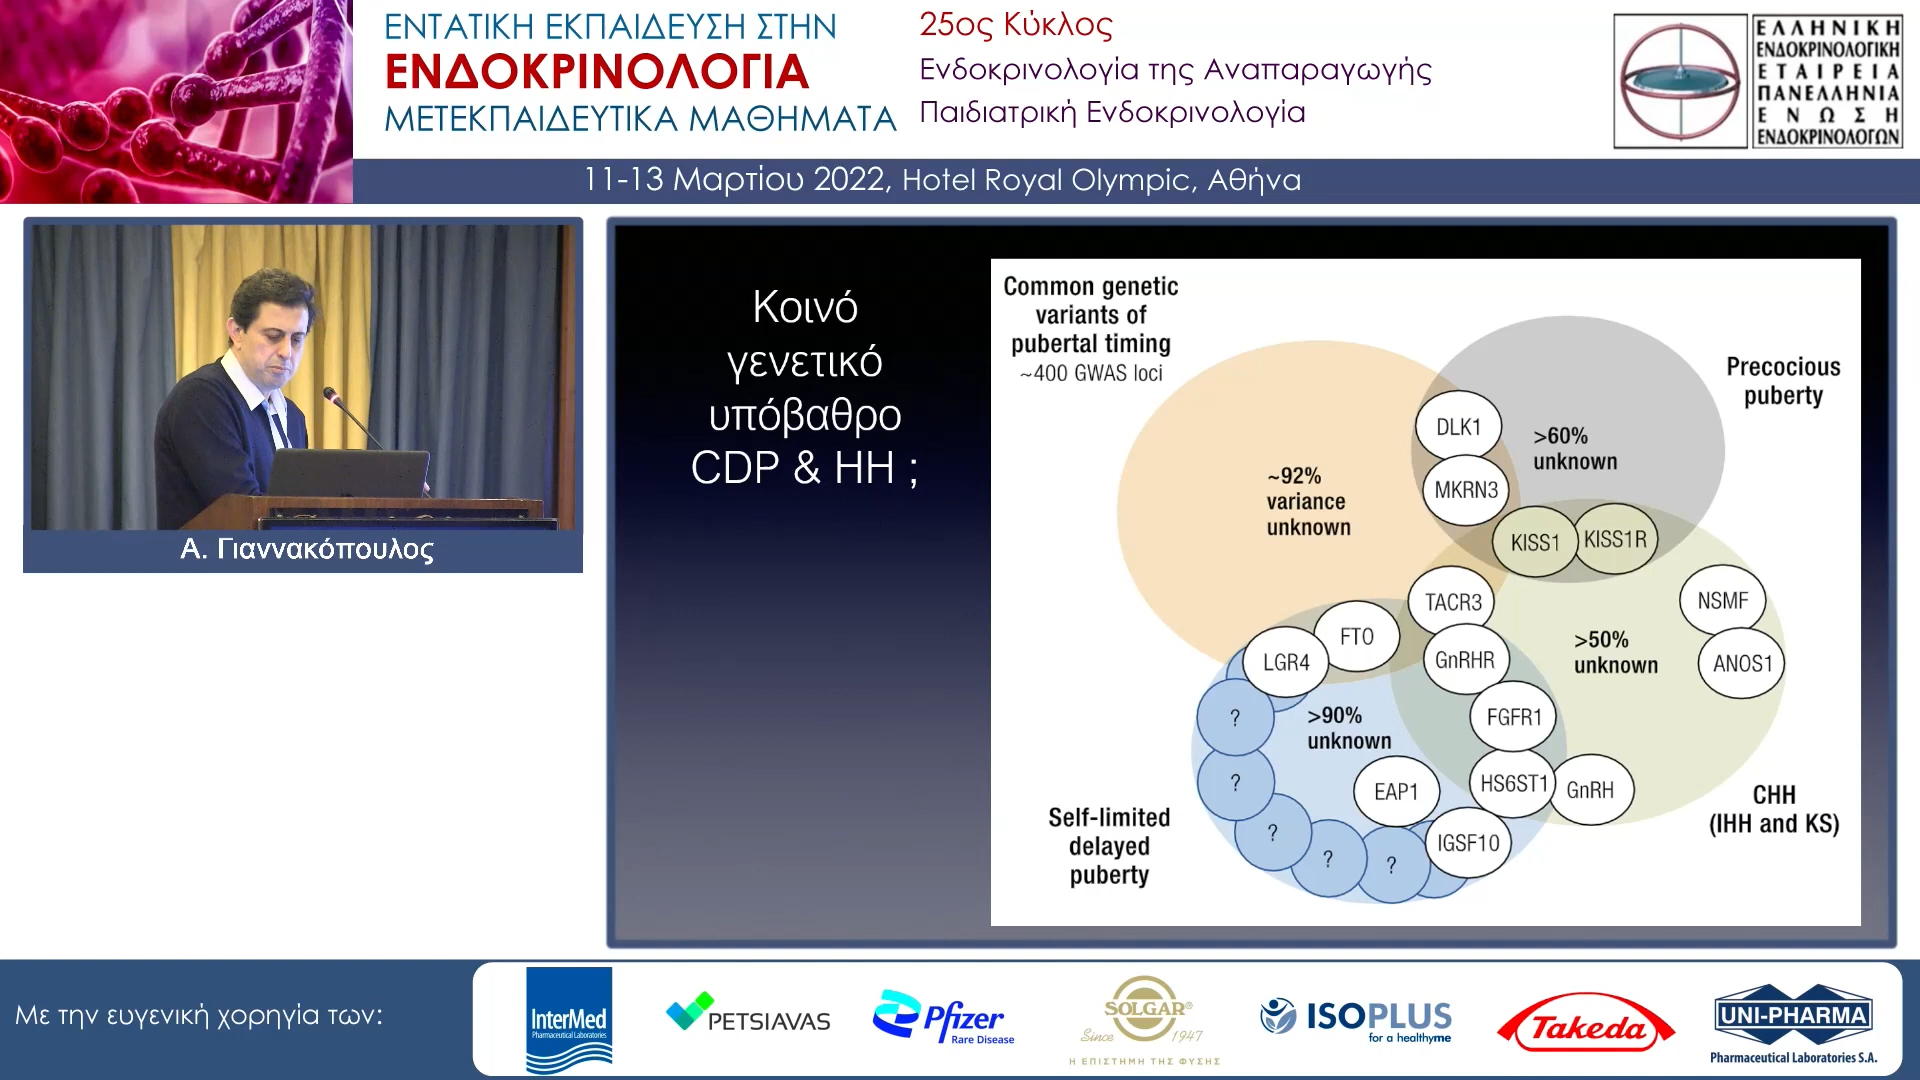 ΕΝΤΑΤΙΚΗ ΕΚΠΑΙΔΕΥΣΗ ΣΤΗΝ
ΕΝΔΟΚΡΙΝΟΛΟΓΙΑ
ΜΕΤΕΚΠΑΙΔΕΥΤΙΚΑ ΜΑΘΗΜΑΤΑ
25ος Κύκλος
Ενδοκρινολογία της Αναπαραγωγής
Παιδιατρική Ενδοκρινολογία
ΕΛΛΗΝΙΚΗ
ΕΝΔΟΚΡΙΝΟΛΟΓΙΚΗ
ΕΤΑΙΡΕΙΑ
ΠΑΝΕΛΛΗΝΙΑ
ΕΝΩΣΗ
ΕΝΔΟΚΡΙΝΟΛΟΓΩΝ
11-13 Μαρτίου 2022, Hotel Royal Olympic, Αθήνα
Α. Γιαννακόπουλος
Κοινό
γενετικό
υπόβαθρο
CDP & HH ;
Common genetic
variants of
pubertal timing
~400 GWAS loci
Precocious
puberty
DLK1
>60%
unknown
MKRN3
~92%
variance
unknown
KISS1
KISS1R
TACR3
NSMF
FTO
LGR4
GnRHR
>50%
unknown
ANOS1
?
>90%
unknown
FGFR1
?
EAP1
HS6ST1
GnRH
CHH
(IHH and KS)
Self-limited
delayed
puberty
?
?
?
IGSF10
Με την ευγενική χορηγία των:
InterMed
Pharmaceutical Laboratories
PETSIAVAS
Pfizer
Rare Disease
SOLGAR®
Since 1947
Η ΕΠΙΣΤΗΜΗ ΤΗΣ ΦΥΣΗΣ
ISOPLUS
for a healthyme
Takeda
UNI-PHARMA
Pharmaceutical Laboratories S.A.